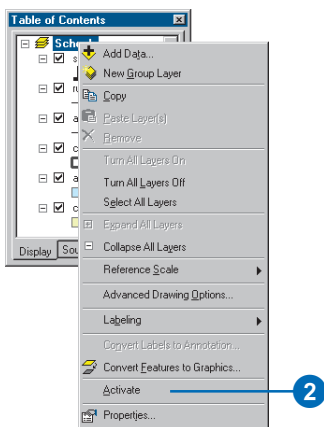 Table of Contents
Add Data...
New Group Layer
Copy
Paste Layer(s)
Remove
Turn All Layers On
Turn All Layers Off
Select All Layers
Expand All Layers
Collapse All Layers
Reference Scale
Advanced Drawing Options...
Labeling
Convert Labels to Annotation...
Convert Features to Graphics...
Activate
2
Properties...
Display